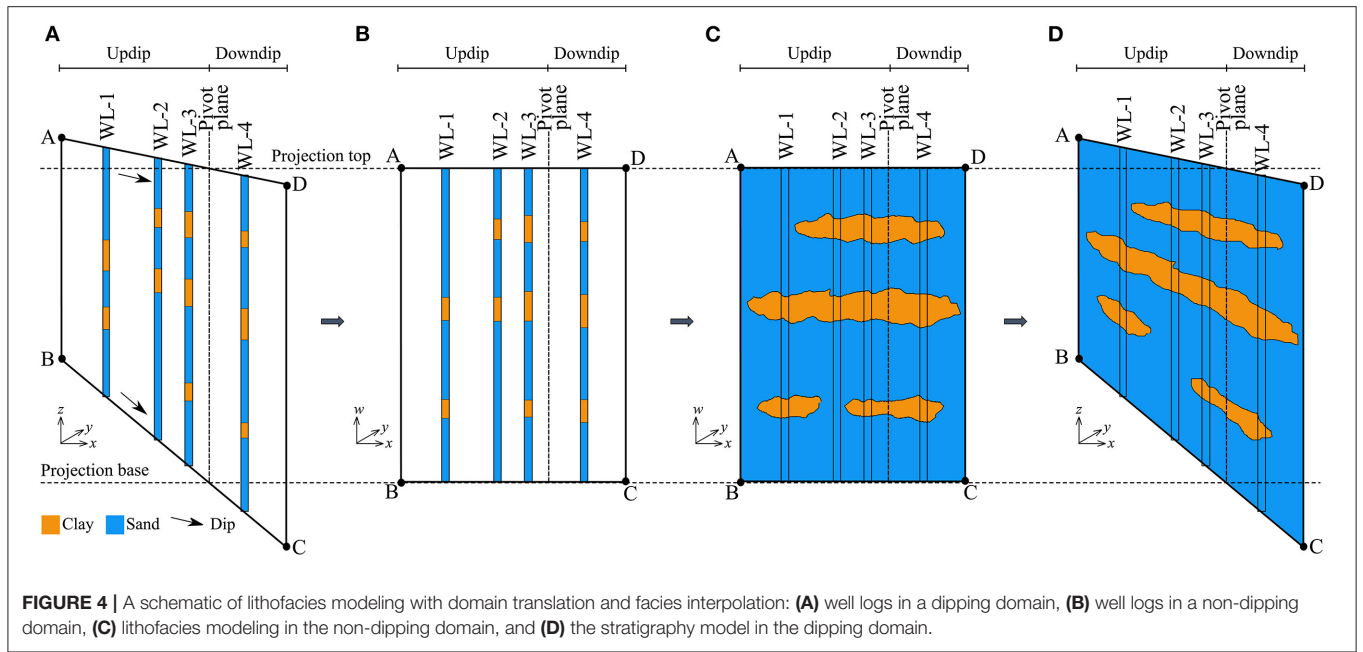 A
Updip
Downdip
WL-1
WL-2
WL-3
Pivot
plane
WL-4
A
Projection top
D
B
z
y
x
Projection base
Clay
Sand
Dip
C
B
Updip
Downdip
WL-1
WL-2
WL-3
Pivot
plane
WL-4
A
D
w
y
x
B
C
C
Updip
Downdip
WL-1
WL-2
WL-3
Pivot
plane
WL-4
A
D
w
y
x
B
C
D
Updip
Downdip
WL-1
WL-2
WL-3
Pivot
plane
WL-4
A
D
B
z
y
x
C
FIGURE 4 | A schematic of lithofacies modeling with domain translation and facies interpolation: (A) well logs in a dipping domain, (B) well logs in a non-dipping
domain, (C) lithofacies modeling in the non-dipping domain, and (D) the stratigraphy model in the dipping domain.